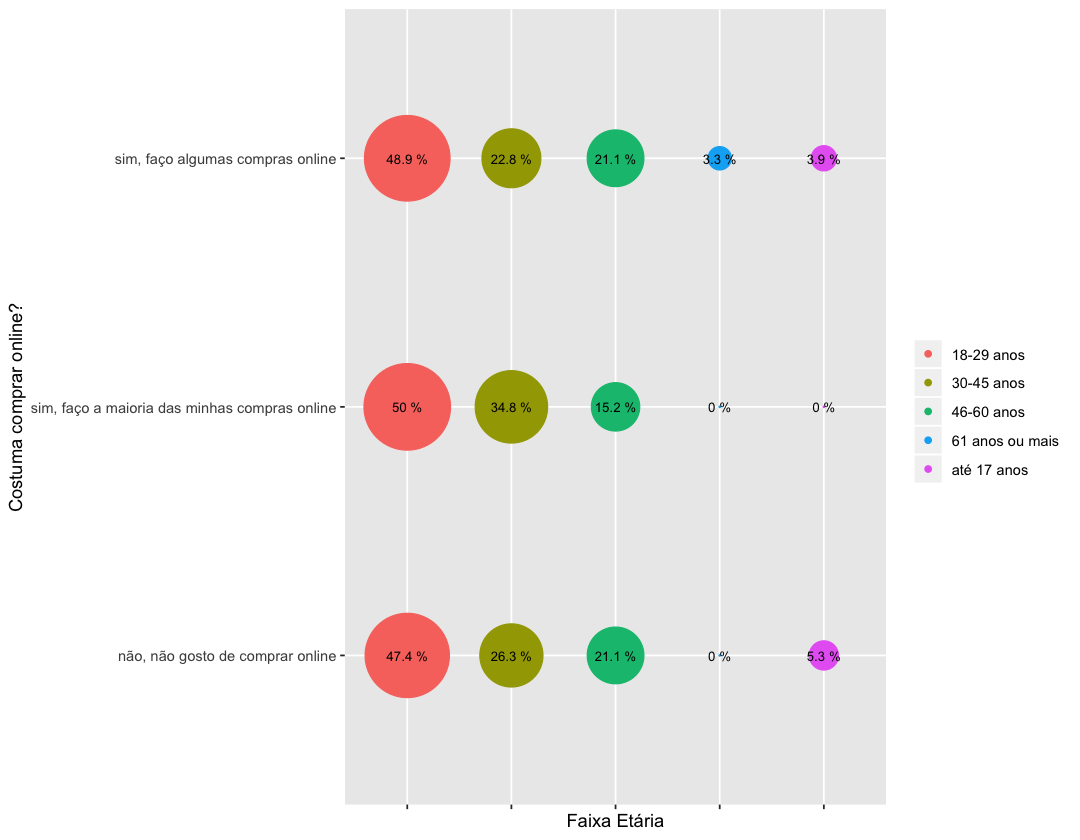 Costuma comprar online?
sim, faço algumas compras online
48.9 %
22.8 %
21.1 %
3.3 %
3.9 %
sim, faço a maioria das minhas compras online
50 %
34.8 %
15.2 %
0 %
0 %
não, não gosto de comprar online
47.4 %
26.3 %
21.1 %
0 %
5.3 %
Faixa Etária
18-29 anos
30-45 anos
46-60 anos
61 anos ou mais
até 17 anos